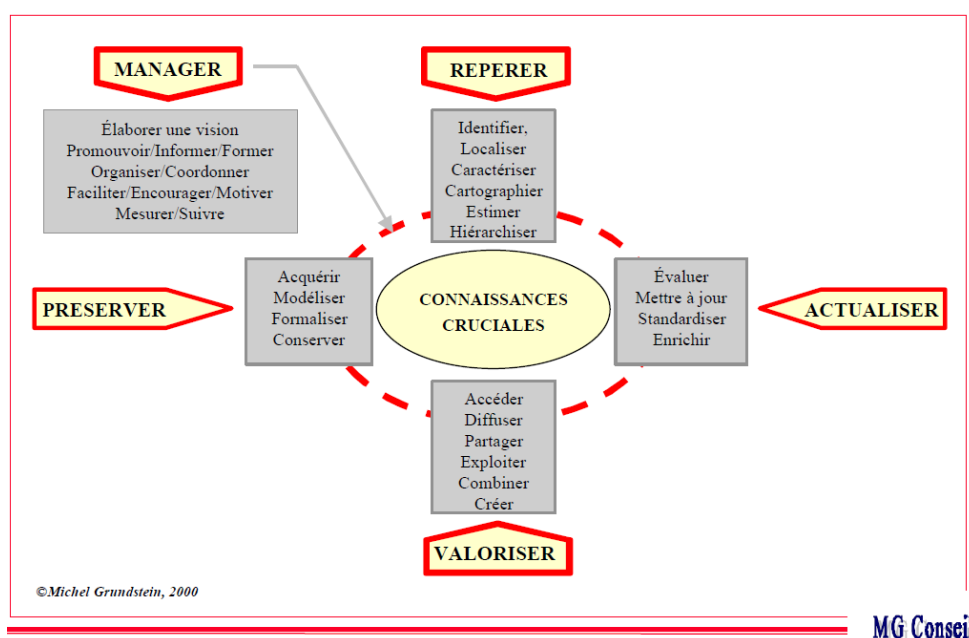 MANAGER
Élaborer une vision
Promouvoir/Informer/Former
Organiser/Coordonner
Faciliter/Encourager/Motiver
Mesurer/Suivre
REPERER
Identifier,
Localiser
Caractériser
Cartographier
Estimer
Hiérarchiser
PRESERVER
Acquérir
Modéliser
Formaliser
Conserver
CONNAISSANCES
CRUCIALES
Évaluer
Mettre à jour
Standardiser
Enrichir
ACTUALISER
Accéder
Diffuser
Partager
Exploiter
Combiner
Créer
VALORISER
©Michel Grundstein, 2000
MG Consei